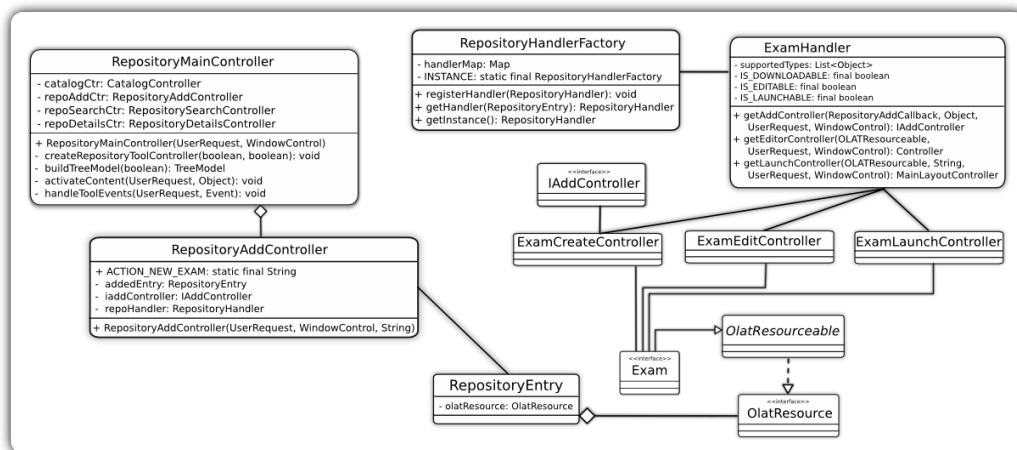 RepositoryMainController
- catalogCtr: CatalogController
- repoAddCtr: RepositoryAddController
- repoSearchCtr: RepositorySearchController
- repoDetailsCtr: RepositoryDetailsController
+ RepositoryMainController(UserRequest, WindowControl)
- createRepositoryToolController(boolean, boolean): void
- buildTreeModel(boolean): TreeModel
- activateContent(UserRequest, Object): void
- handleToolEvents(UserRequest, Event): void
RepositoryHandlerFactory
- handlerMap: Map
- INSTANCE: static final RepositoryHandlerFactory
+ registerHandler(RepositoryHandler): void
+ getHandler(RepositoryEntry): RepositoryHandler
+ getInstance(): RepositoryHandler
ExamHandler
- supportedTypes: List<Object>
- IS_DOWNLOADABLE: final boolean
- IS_EDITABLE: final boolean
- IS_LAUNCHABLE: final boolean
+ getAddController(RepositoryAddCallback, Object,
UserRequest, WindowControl): IAddController
+ getEditorController(OLATResourceable,
UserRequest, WindowControl): Controller
+ getLaunchController(OLATResourcable, String,
UserRequest, WindowControl): MainLayoutController
<<interface>>
IAddController
ExamCreateController
ExamEditController
ExamLaunchController
RepositoryAddController
+ ACTION_NEW_EXAM: static final String
- addedEntry: RepositoryEntry
- iaddController: IAddController
- repoHandler: RepositoryHandler
+ RepositoryAddController(UserRequest, WindowControl, String)
OlatResourceable
<<interface>>
Exam
RepositoryEntry
- olatResource: OlatResource
<<interface>>
OlatResource